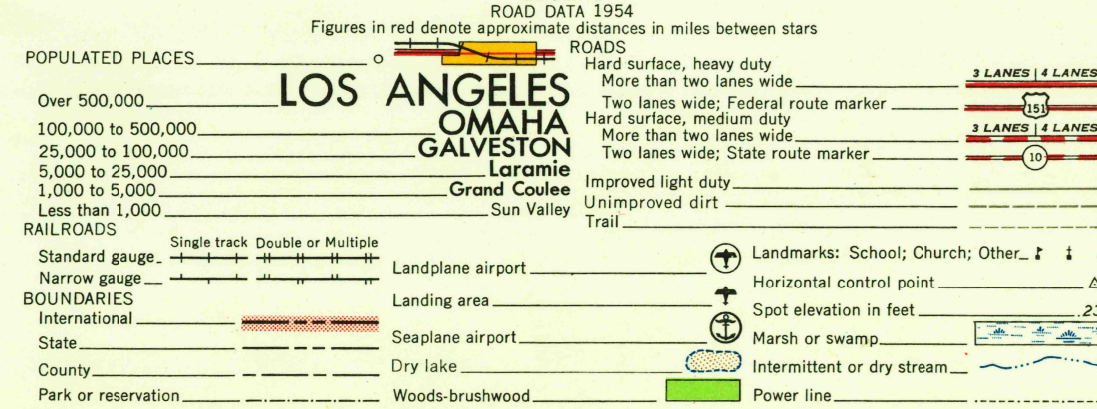 ROAD DATA 1954
Figures in red denote approximate distances in miles between stars
POPULATED PLACES
Over 500,000 LOS ANGELES
100,000 to 500,000 OMAHA
25,000 to 100,000 GALVESTON
5,000 to 25,000 Laramie
1,000 to 5,000 Grand Coulee
Less than 1,000 Sun Valley
RAILROADS
Single track Double or Multiple
Standard gauge
Narrow gauge
BOUNDARIES
International
State
County
Park or reservation
Landplane airport
Landing area
Seaplane airport
Dry lake
Woods-brushwood
ROADS
Hard surface, heavy duty
More than two lanes wide 3 LANES | 4 LANES
Two lanes wide; Federal route marker 151
Hard surface, medium duty
More than two lanes wide 3 LANES | 4 LANES
Two lanes wide; State route marker 10
Improved light duty
Unimproved dirt
Trail
Landmarks: School; Church; Other
Horizontal control point
Spot elevation in feet
Marsh or swamp
Intermittent or dry stream
Power line